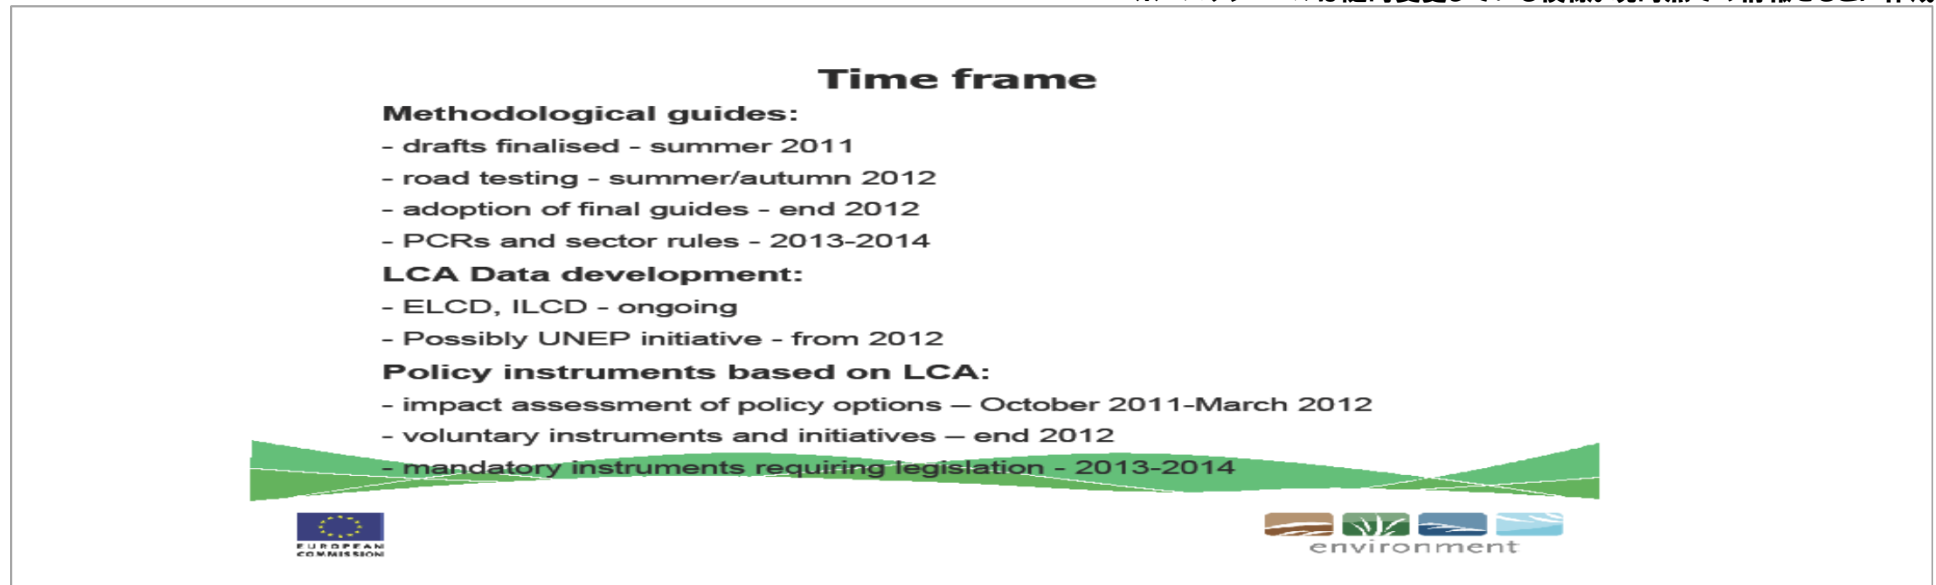 Time frame
Methodological guides:
- drafts finalised - summer 2011
- road testing - summer/autumn 2012
- adoption of final guides - end 2012
- PCRs and sector rules - 2013-2014
LCA Data development:
- ELCD, ILCD - ongoing
- Possibly UNEP initiative - from 2012
Policy instruments based on LCA:
- impact assessment of policy options – October 2011-March 2012
- voluntary instruments and initiatives – end 2012
- mandatory instruments requiring legislation - 2013-2014
EUROPEAN
COMMISSION
environment